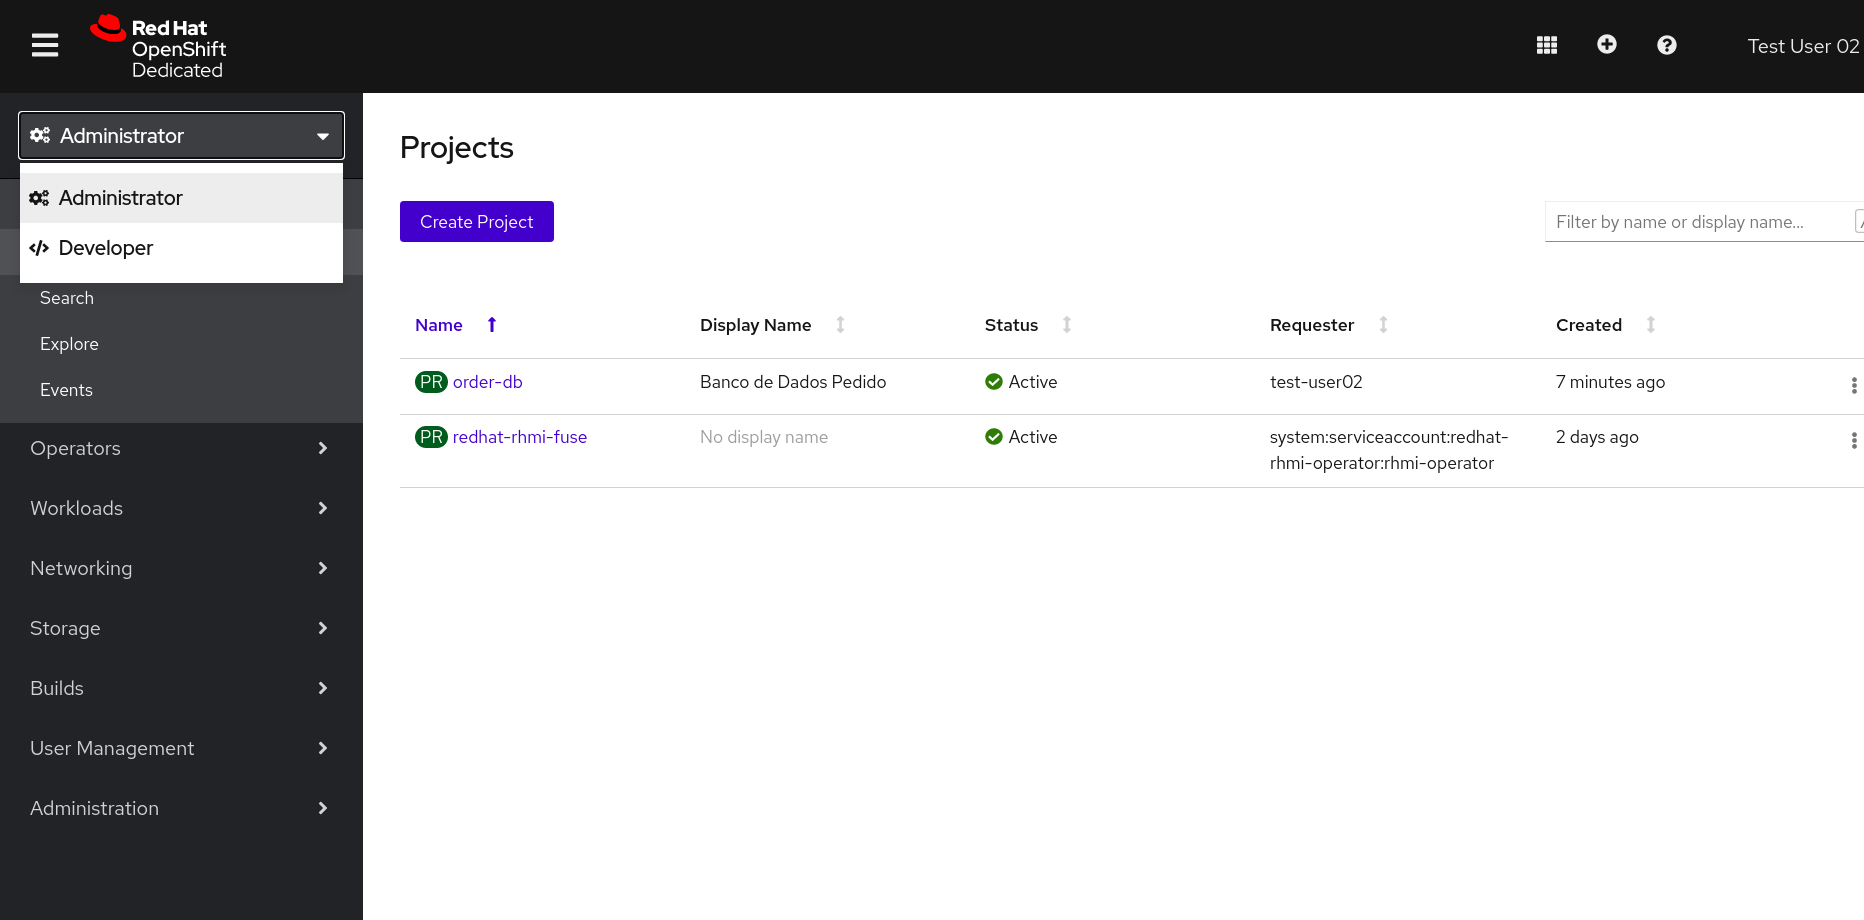 Red Hat
OpenShift
Dedicated
Test User 02
Administrator
Administrator
Developer
Search
Explore
Events
Operators
Workloads
Networking
Storage
Builds
User Management
Administration
Projects
Create Project
Filter by name or display name...
Name Display Name Status Requester Created
PR order-db Banco de Dados Pedido Active test-user02 7 minutes ago
PR redhat-rhmi-fuse No display name Active system:serviceaccount:redhat- 2 days ago
rhmi-operator:rhmi-operator